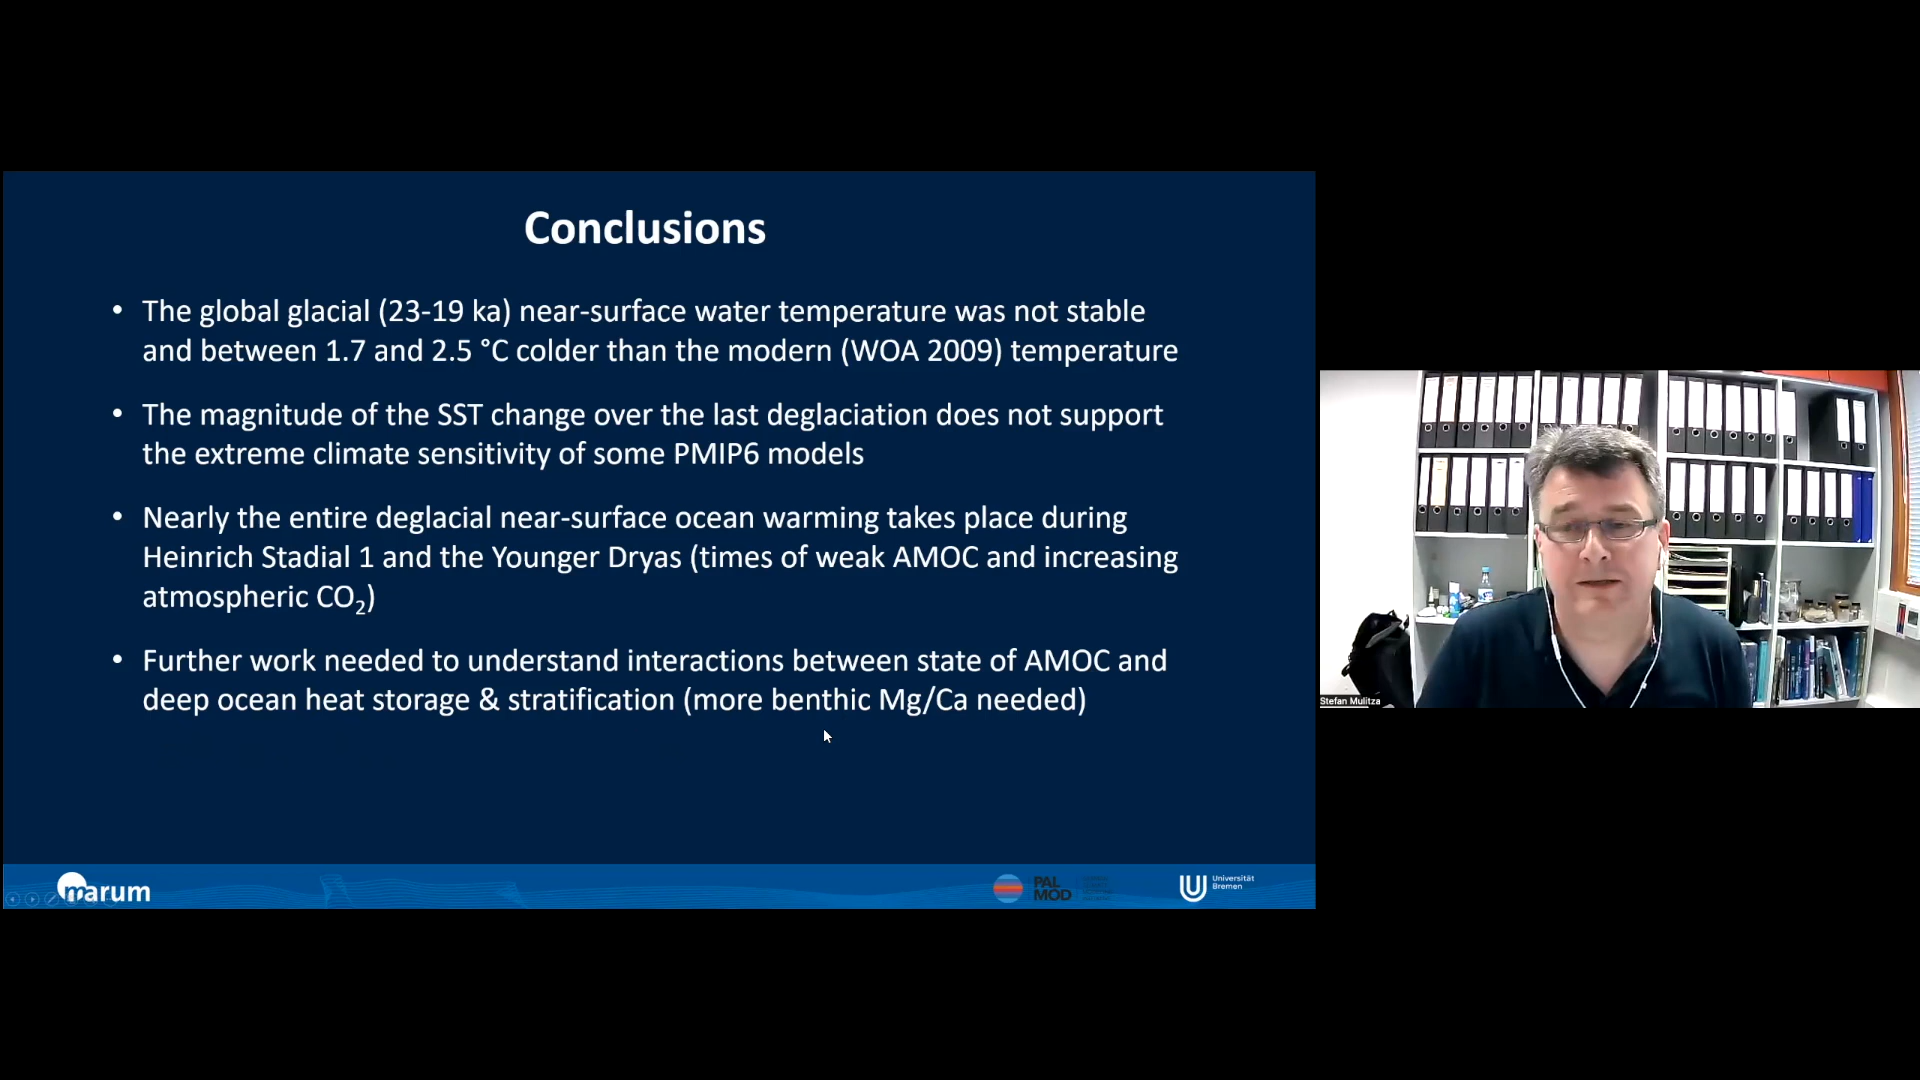 Conclusions
• The global glacial (23-19 ka) near-surface water temperature was not stable
and between 1.7 and 2.5 °C colder than the modern (WOA 2009) temperature
• The magnitude of the SST change over the last deglaciation does not support
the extreme climate sensitivity of some PMIP6 models
• Nearly the entire deglacial near-surface ocean warming takes place during
Heinrich Stadial 1 and the Younger Dryas (times of weak AMOC and increasing
atmospheric CO₂)
• Further work needed to understand interactions between state of AMOC and
deep ocean heat storage & stratification (more benthic Mg/Ca needed)
Stefan Mulitza
marum
PAL
MOD
Universität
Bremen